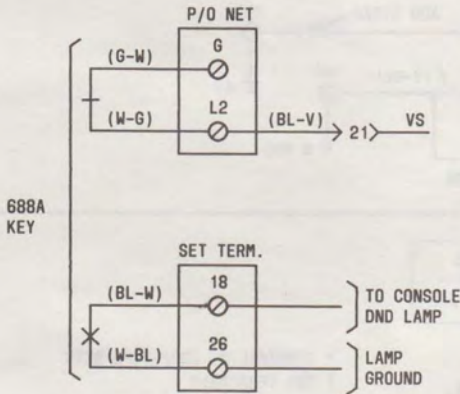 P/O NET
(G-W)
G
(W-G)
L2
(BL-V)
21
VS
688A
KEY
SET TERM.
(BL-W)
18
TO CONSOLE
DND LAMP
(W-BL)
26
LAMP
GROUND